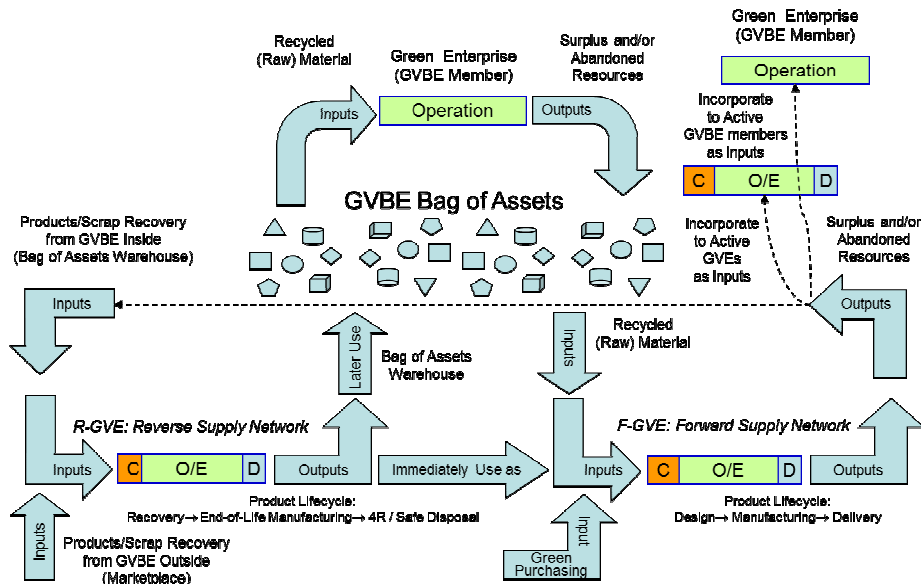 Green Enterprise
(GVBE Member)
Operation
Recycled
(Raw) Material
Green Enterprise
(GVBE Member)
Surplus and/or
Abandoned
Resources
Inputs
Operation
Outputs
Incorporate
to Active
GVBE members
as Inputs
C
O/E
D
GVBE Bag of Assets
Products/Scrap Recovery
from GVBE Inside
(Bag of Assets Warehouse)
Incorporate
to Active
GVEs
as Inputs
Surplus and/or
Abandoned
Resources
Inputs
Outputs
Later Use
Bag of Assets
Warehouse
Inputs
Recycled
(Raw) Material
R-GVE: Reverse Supply Network
F-GVE: Forward Supply Network
Inputs
C
O/E
D
Outputs
Immediately Use as
Inputs
C
O/E
D
Outputs
Product Lifecycle:
Recovery→ End-of-Life Manufacturing→ 4R / Safe Disposal
Product Lifecycle:
Design→ Manufacturing→ Delivery
Inputs
Products/Scrap Recovery
from GVBE Outside
(Marketplace)
Input
Green
Purchasing